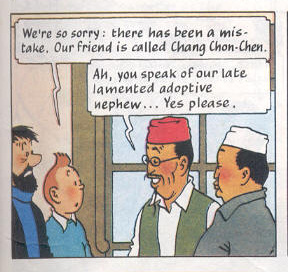 We're so sorry: there has been a mis-
take. Our friend is called Chang Chon-Chen.
Ah, you speak of our late
lamented adoptive
nephew... Yes please.